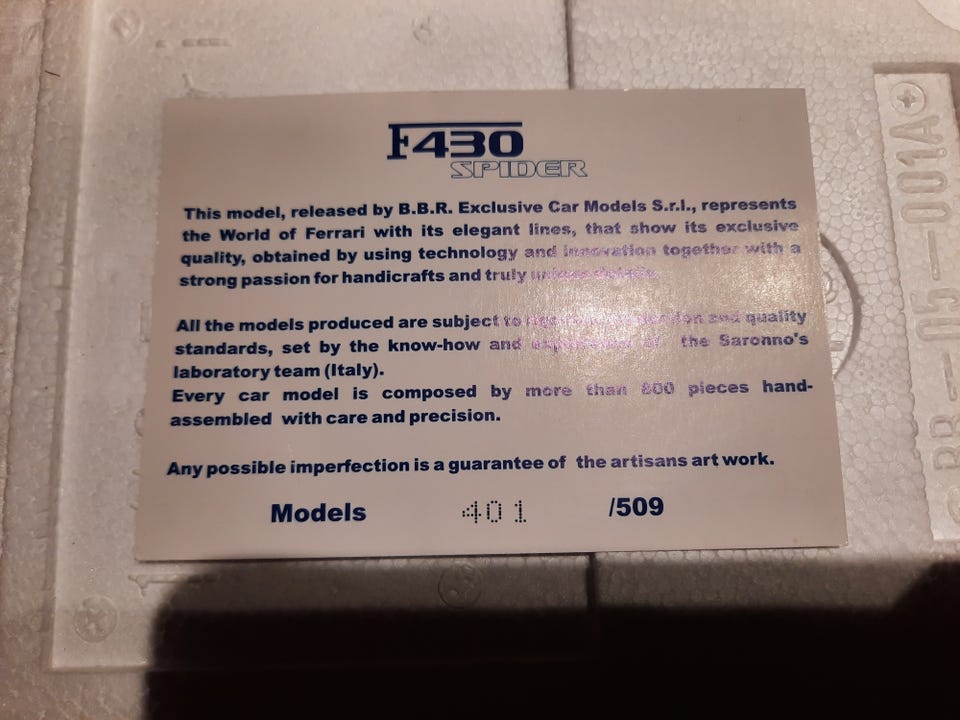 F430
SPIDER
This model, released by B.B.R. Exclusive Car Models S.r.l., represents
the World of Ferrari with its elegant lines, that show its exclusive
quality, obtained by using technology and innovation together with a
strong passion for handicrafts and truly unique details.
All the models produced are subject to and quality
standards, set by the know-how and of the Saronno's
laboratory team (Italy).
Every car model is composed by more than 800 pieces hand-
assembled with care and precision.
Any possible imperfection is a guarantee of the artisans art work.
Models 401 /509